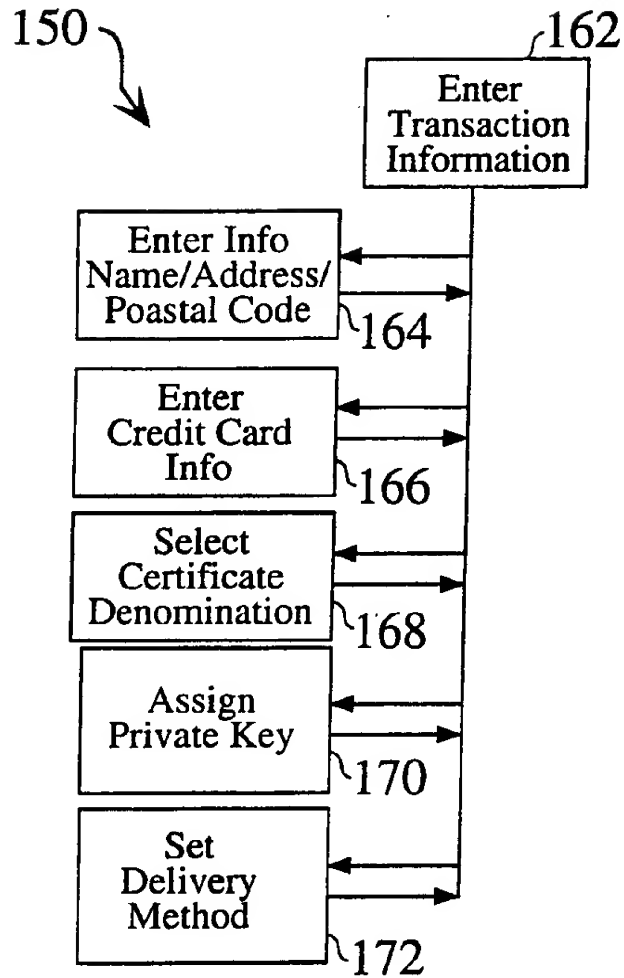 150
162
Enter
Transaction
Information
Enter Info
Name/Address/
Poastal Code
164
Enter
Credit Card
Info
166
Select
Certificate
Denomination
168
Assign
Private Key
170
Set
Delivery
Method
172